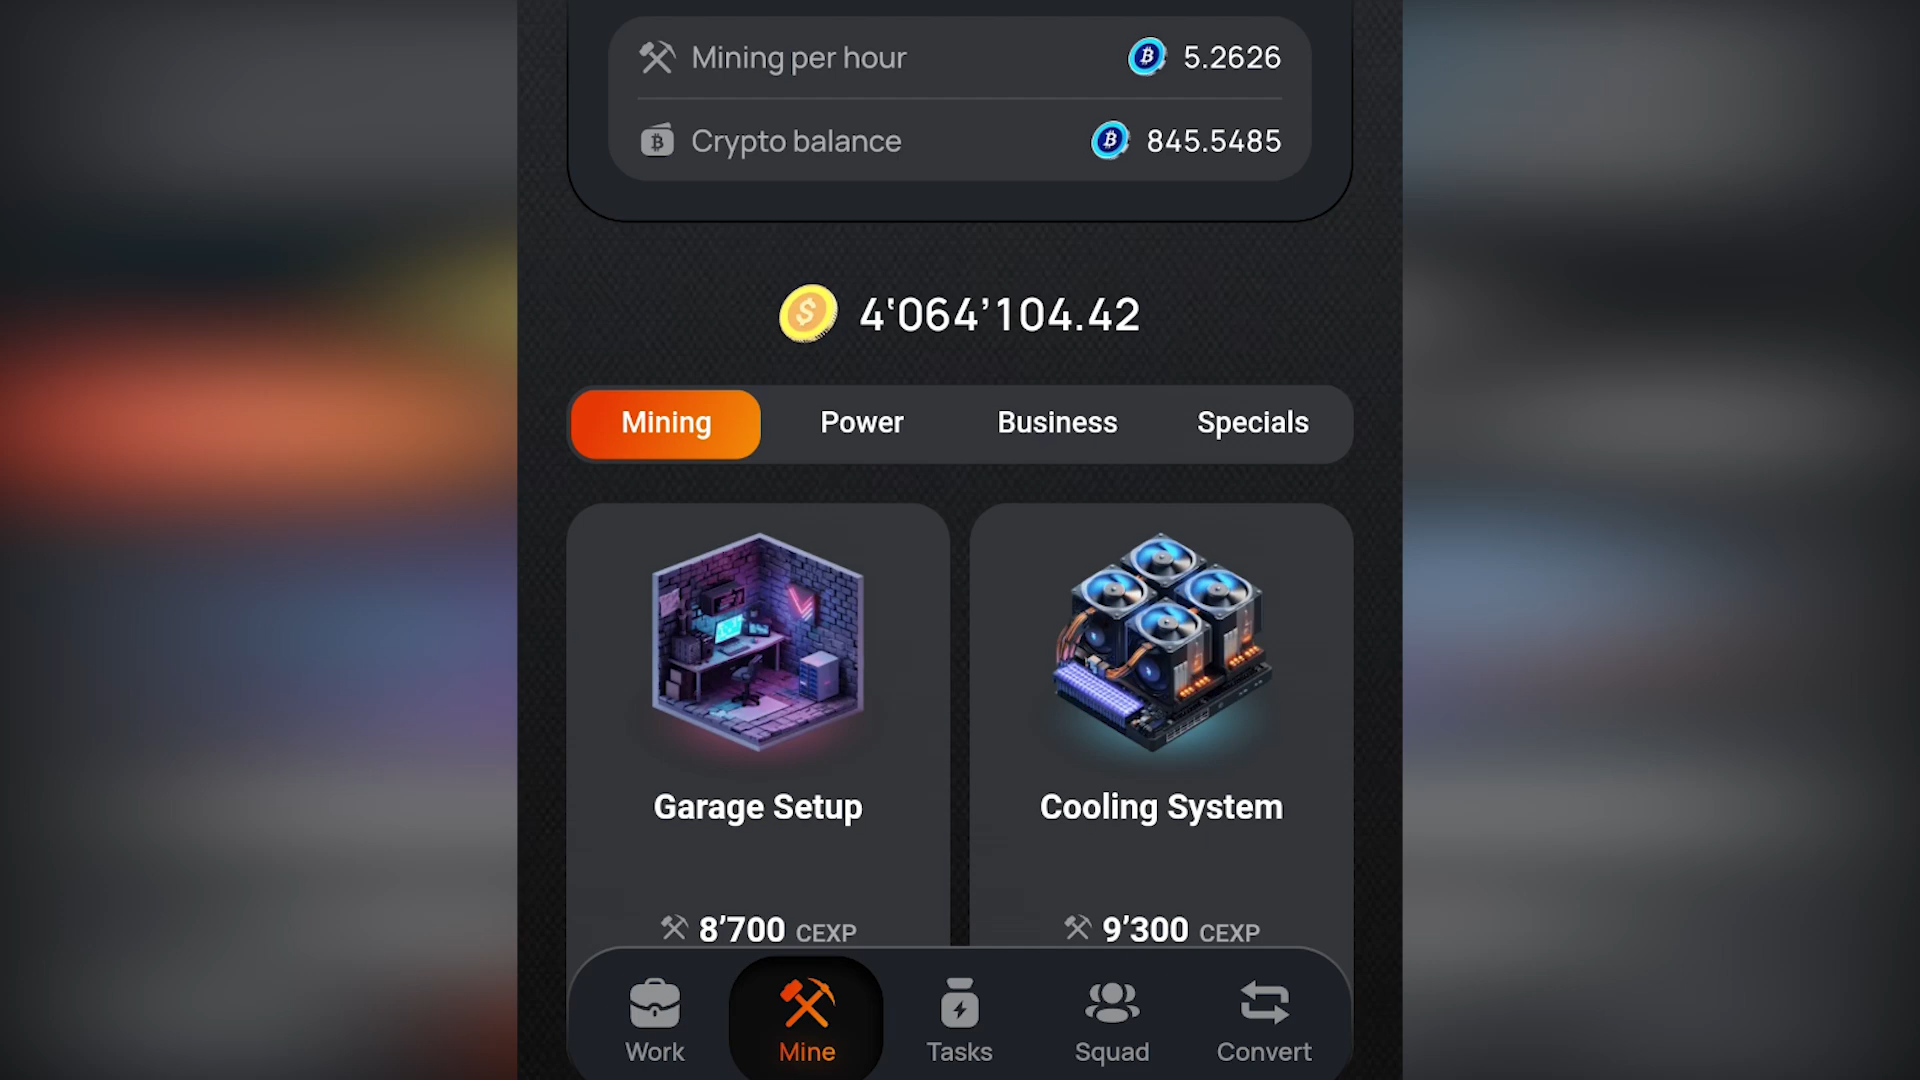 Mining per hour 5.2626
Crypto balance 845.5485
4‘064’104.42
Mining Power Business Specials
Garage Setup Cooling System
8’700 CEXP 9’300 CEXP
Work Mine Tasks Squad Convert